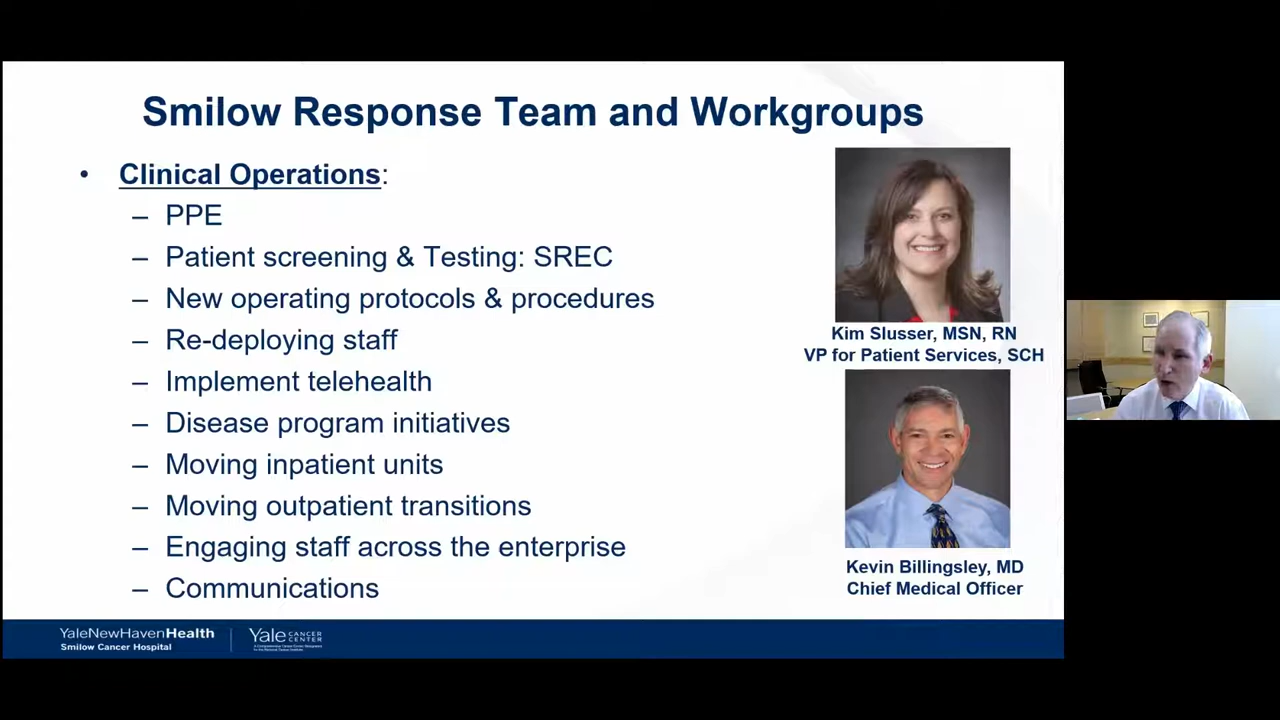 Smilow Response Team and Workgroups
• Clinical Operations:
– PPE
– Patient screening & Testing: SREC
– New operating protocols & procedures
– Re-deploying staff
– Implement telehealth
– Disease program initiatives
– Moving inpatient units
– Moving outpatient transitions
– Engaging staff across the enterprise
– Communications
Kim Slusser, MSN, RN
VP for Patient Services, SCH
Kevin Billingsley, MD
Chief Medical Officer
YaleNewHavenHealth
Smilow Cancer Hospital
Yale CANCER
CENTER